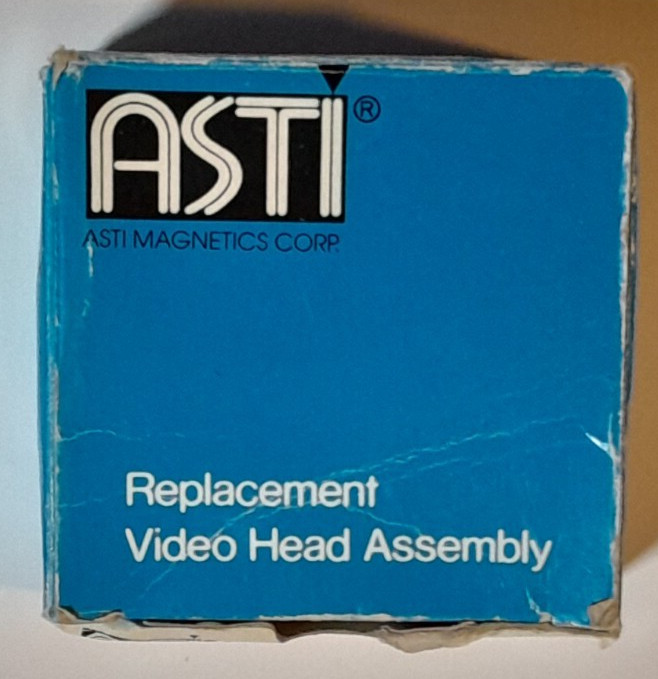 ASTI®
ASTI MAGNETICS CORP.
Replacement
Video Head Assembly